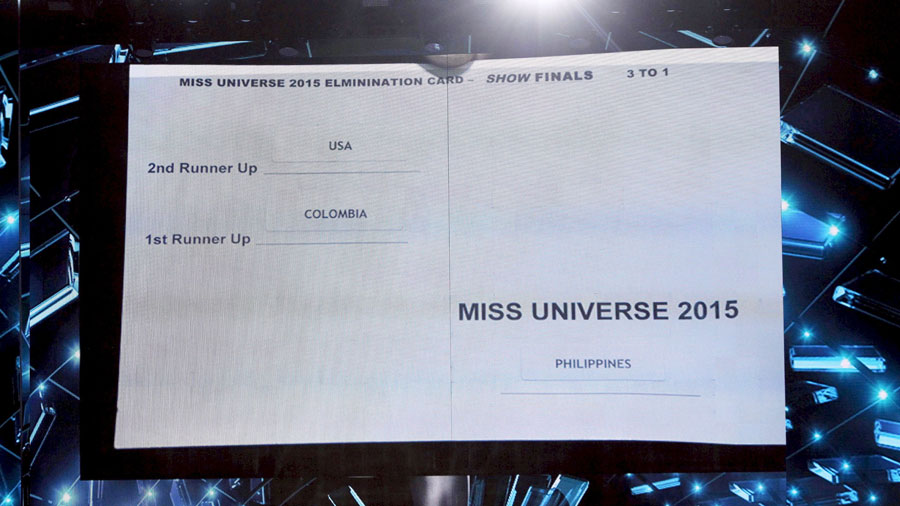 MISS UNIVERSE 2015 ELMININATION CARD – SHOW FINALS 3 TO 1
USA
2nd Runner Up
COLOMBIA
1st Runner Up
MISS UNIVERSE 2015
PHILIPPINES